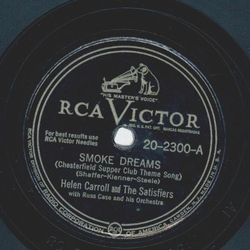 "HIS MASTER'S VOICE"
RCA VICTOR
For best results use
RCA Victor Needles
20-2300-A
SMOKE DREAMS
(Chesterfield Supper Club Theme Song)
(Shaffer-Klenner-Steele)
Helen Carroll and The Satisfiers
with Russ Case and his Orchestra